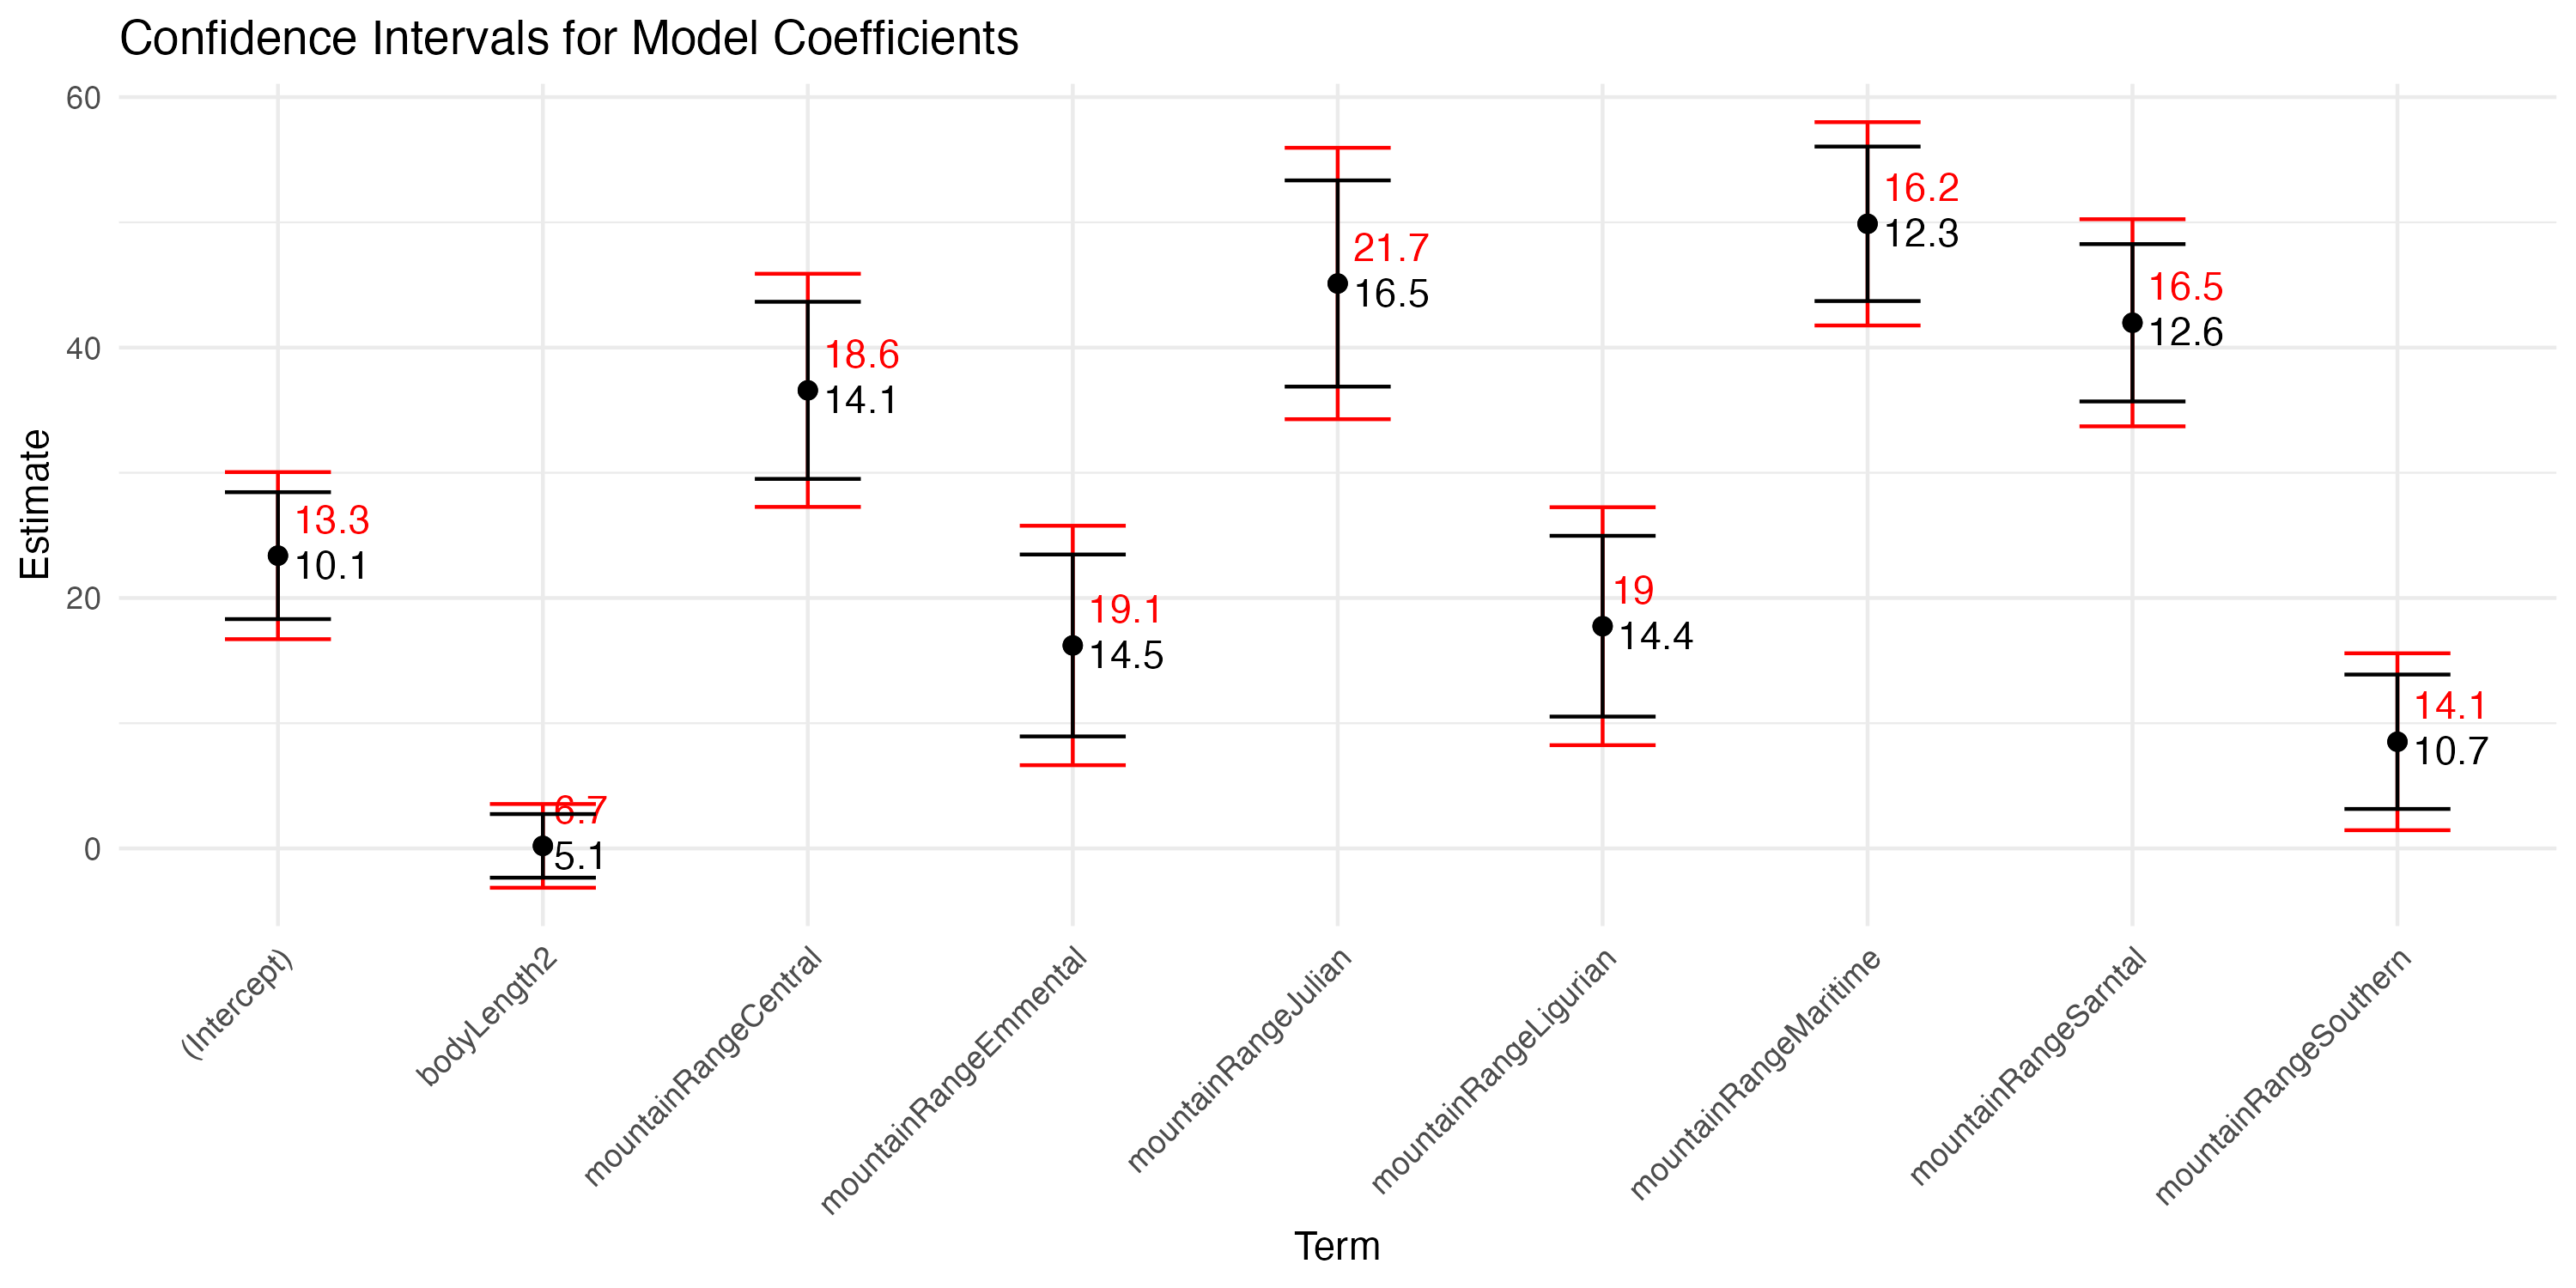 Confidence Intervals for Model Coefficients
60
40
20
0
Estimate
13.3
10.1
6.7
5.1
18.6
14.1
19.1
14.5
21.7
16.5
19
14.4
16.2
12.3
16.5
12.6
14.1
10.7
(Intercept)
bodyLength2
mountainRangeCentral
mountainRangeEmmental
mountainRangeJulian
mountainRangeLigurian
mountainRangeMaritime
mountainRangeSarntal
mountainRangeSouthern
Term